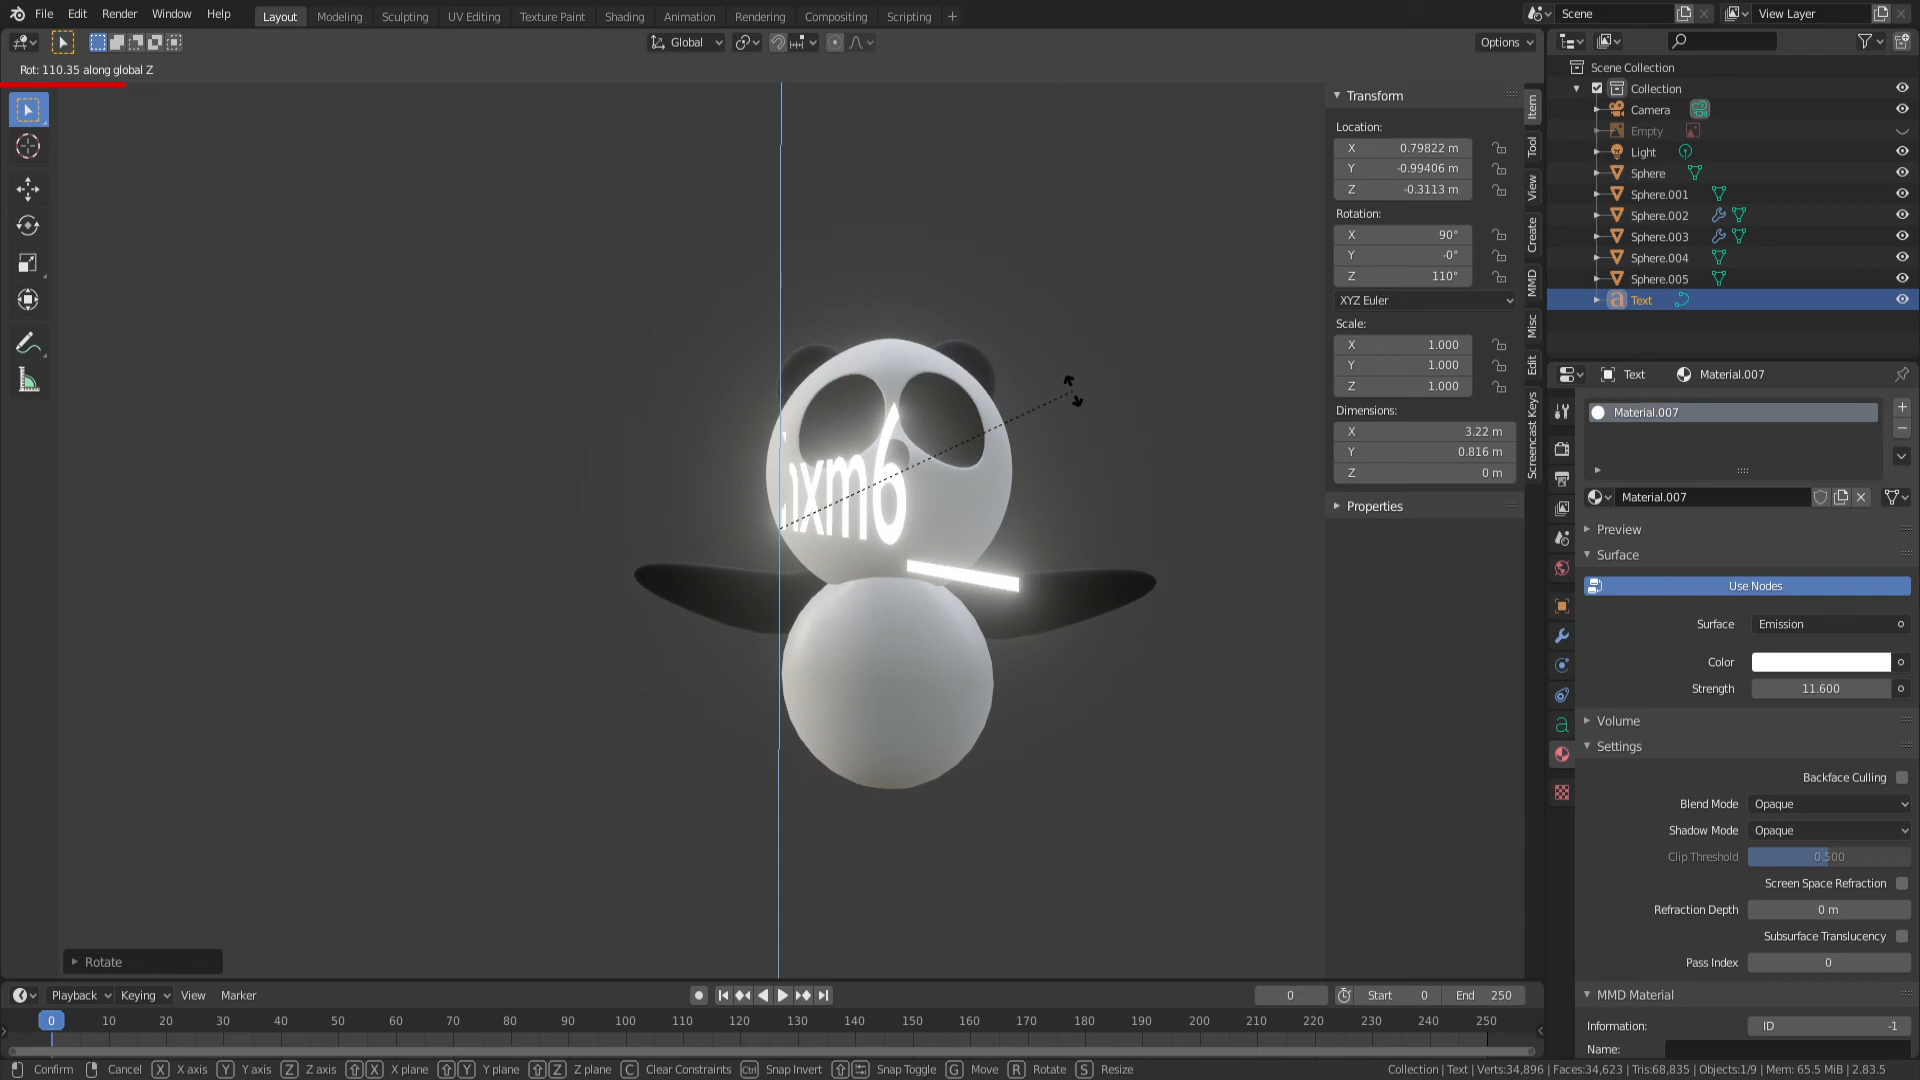 File Edit Render Window Help
Layout Modeling Sculpting UV Editing Texture Paint Shading Animation Rendering Compositing Scripting
Scene
View Layer
Global
Options
Rot: 110.35 along global Z
Transform
Location:
X 0.79822 m
Y -0.99406 m
Z -0.3113 m
Rotation:
X 90°
Y -0°
Z 110°
XYZ Euler
Scale:
X 1.000
Y 1.000
Z 1.000
Dimensions:
X 3.22 m
Y 0.816 m
Z 0 m
Properties
Item
Tool
View
Create
MMD
Misc
Edit
Screencast Keys
Scene Collection
Collection
Camera
Empty
Light
Sphere
Sphere.001
Sphere.002
Sphere.003
Sphere.004
Sphere.005
Text
Text Material.007
Material.007
Material.007
Preview
Surface
Use Nodes
Surface Emission
Color
Strength 11.600
Volume
Settings
Backface Culling
Blend Mode Opaque
Shadow Mode Opaque
Clip Threshold 0.500
Screen Space Refraction
Refraction Depth 0 m
Subsurface Translucency
Pass Index 0
MMD Material
Information: ID -1
Name:
Rotate
Playback Keying View Marker
0 Start 0 End 250
0 10 20 30 40 50 60 70 80 90 100 110 120 130 140 150 160 170 180 190 200 210 220 230 240 250
Confirm Cancel X X axis Y Y axis Z Z axis X X plane Y Y plane Z Z plane C Clear Constraints Ctrl Snap Invert Snap Toggle G Move R Rotate S Resize
Collection | Text | Verts:34,896 | Faces:34,623 | Tris:68,835 | Objects:1/9 | Mem: 65.5 MiB | 2.83.5